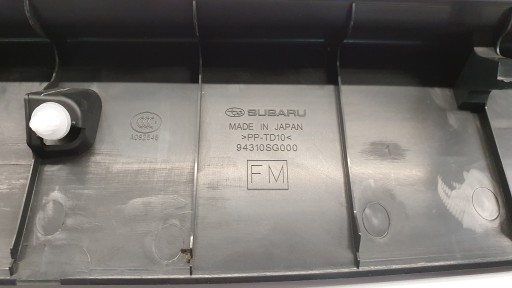 SUBARU
MADE IN JAPAN
>PP-TD10<
94310SG000
FM